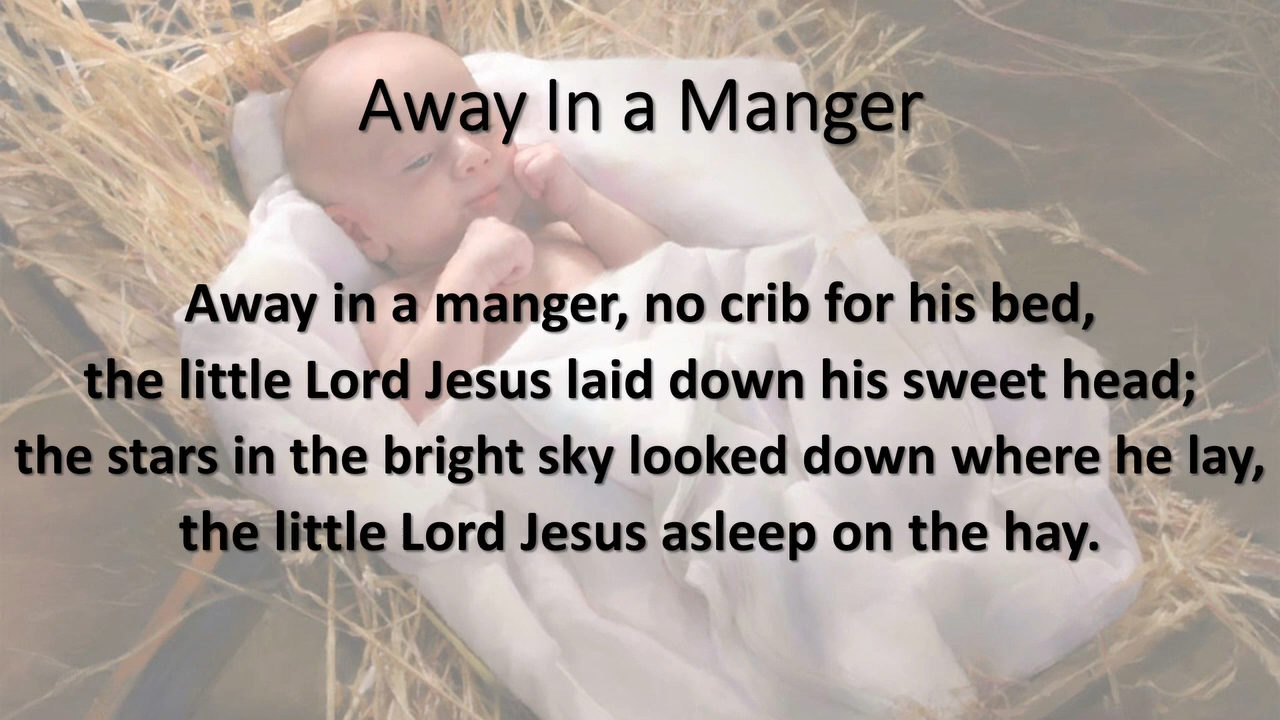 Away In a Manger
Away in a manger, no crib for his bed,
the little Lord Jesus laid down his sweet head;
the stars in the bright sky looked down where he lay,
the little Lord Jesus asleep on the hay.